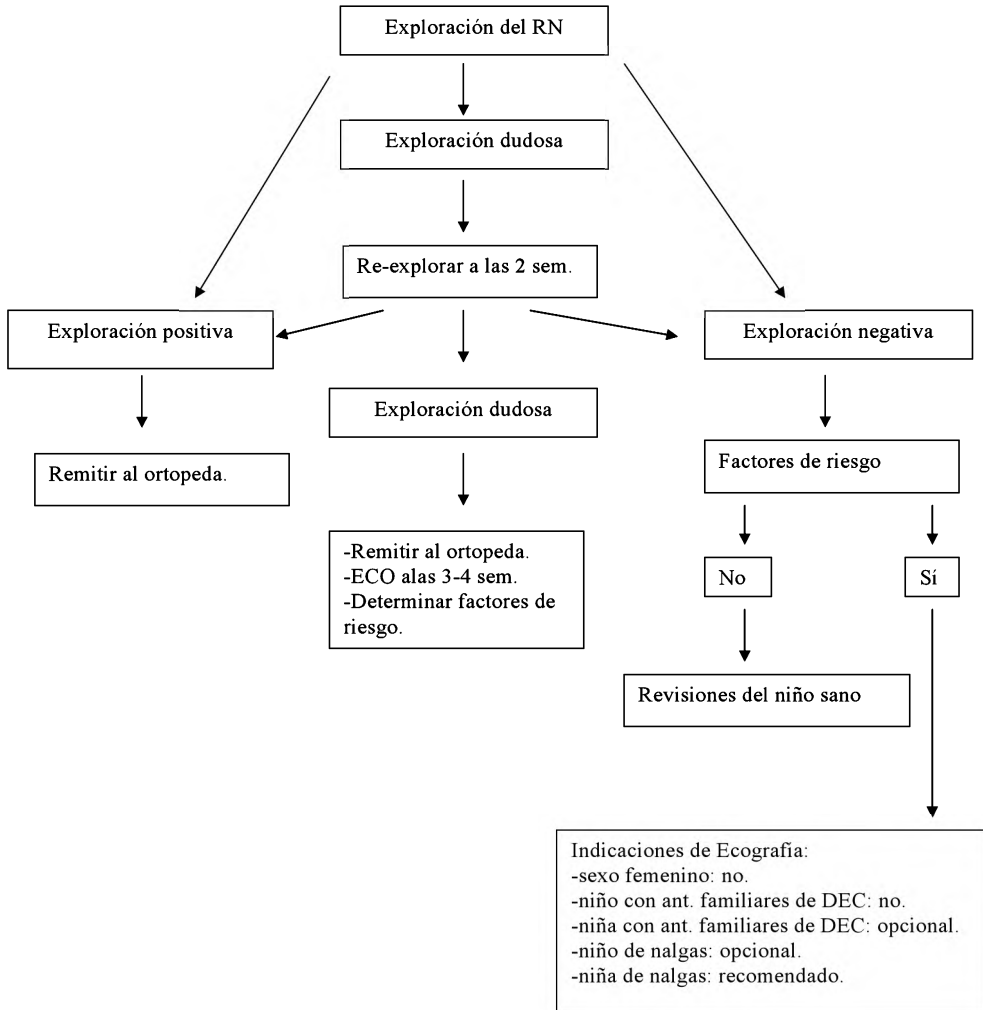 Exploración del RN
Exploración dudosa
Re-explorar a las 2 sem.
Exploración positiva
Exploración negativa
Exploración dudosa
Remitir al ortopeda.
Factores de riesgo
-Remitir al ortopeda.
-ECO alas 3-4 sem.
-Determinar factores de
riesgo.
No
Sí
Revisiones del niño sano
Indicaciones de Ecografía:
-sexo femenino: no.
-niño con ant. familiares de DEC: no.
-niña con ant. familiares de DEC: opcional.
-niño de nalgas: opcional.
-niña de nalgas: recomendado.